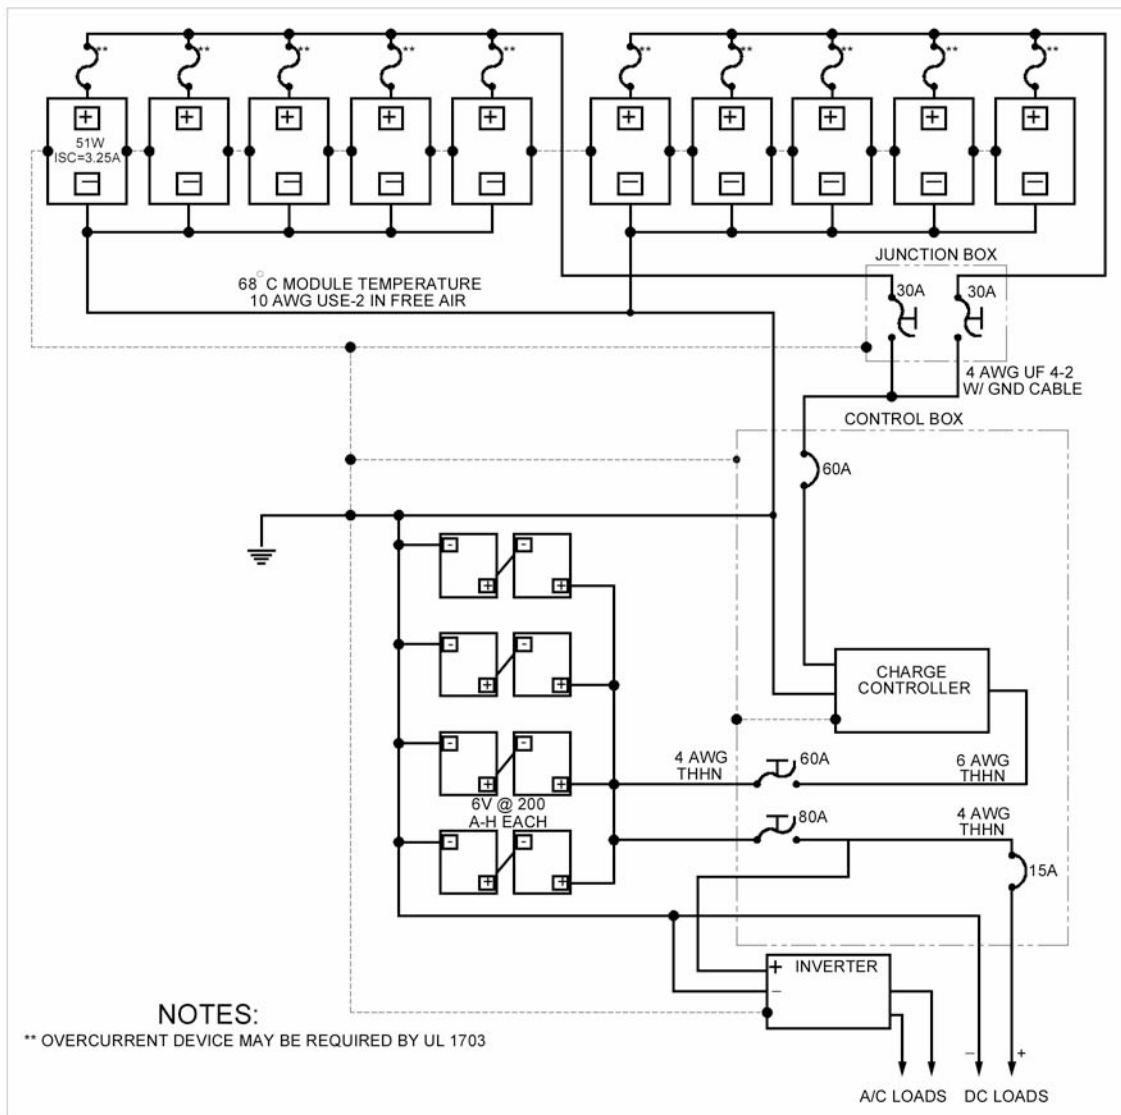 ** ** ** ** ** ** ** ** ** **
+ + + + + + + + + +
51W
ISC=3.25A
− − − − − − − − − −
JUNCTION BOX
68°C MODULE TEMPERATURE
10 AWG USE-2 IN FREE AIR
30A 30A
4 AWG UF 4-2
W/ GND CABLE
CONTROL BOX
60A
- -
+ +
- -
+ +
CHARGE
CONTROLLER
- -
+ +
4 AWG
THHN
60A
6 AWG
THHN
6V @ 200
A-H EACH
80A
4 AWG
THHN
- -
+ +
15A
+ INVERTER
−
NOTES:
** OVERCURRENT DEVICE MAY BE REQUIRED BY UL 1703
− +
A/C LOADS DC LOADS